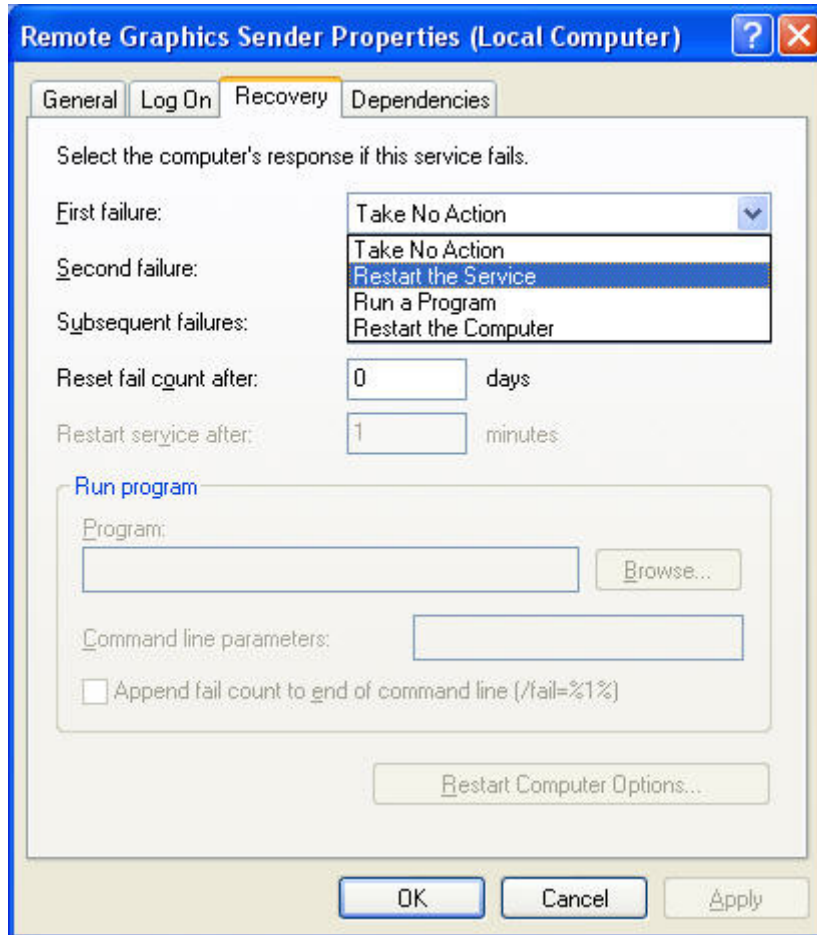 Remote Graphics Sender Properties (Local Computer)
General Log On Recovery Dependencies
Select the computer's response if this service fails.
First failure: Take No Action
Take No Action
Second failure: Restart the Service
Run a Program
Subsequent failures: Restart the Computer
Reset fail count after: 0 days
Restart service after: 1 minutes
Run program
Program:
Browse...
Command line parameters:
Append fail count to end of command line (/fail=%1%)
Restart Computer Options...
OK Cancel Apply